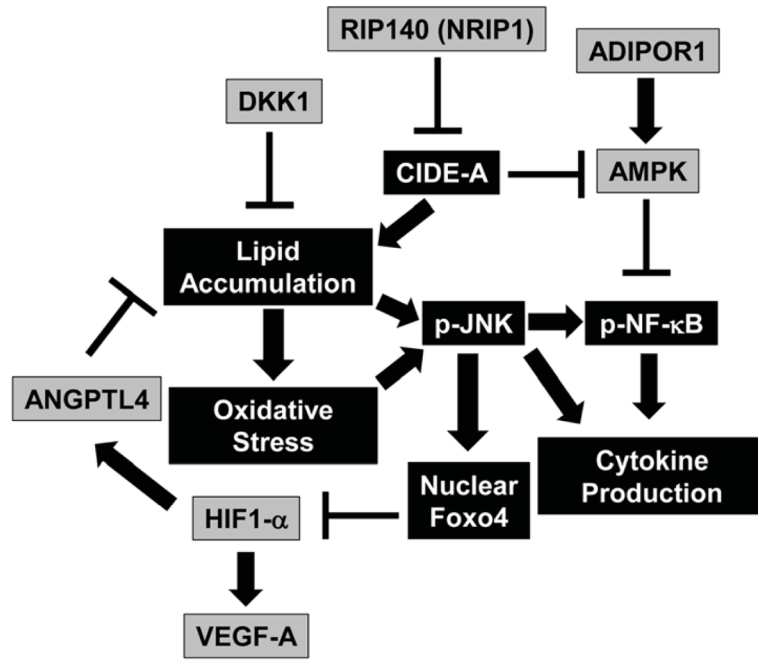 RIP140 (NRIP1)
ADIPOR1
DKK1
CIDE-A
AMPK
Lipid
Accumulation
p-JNK
p-NF-κB
ANGPTL4
Oxidative
Stress
Cytokine
Production
Nuclear
Foxo4
HIF1-α
VEGF-A